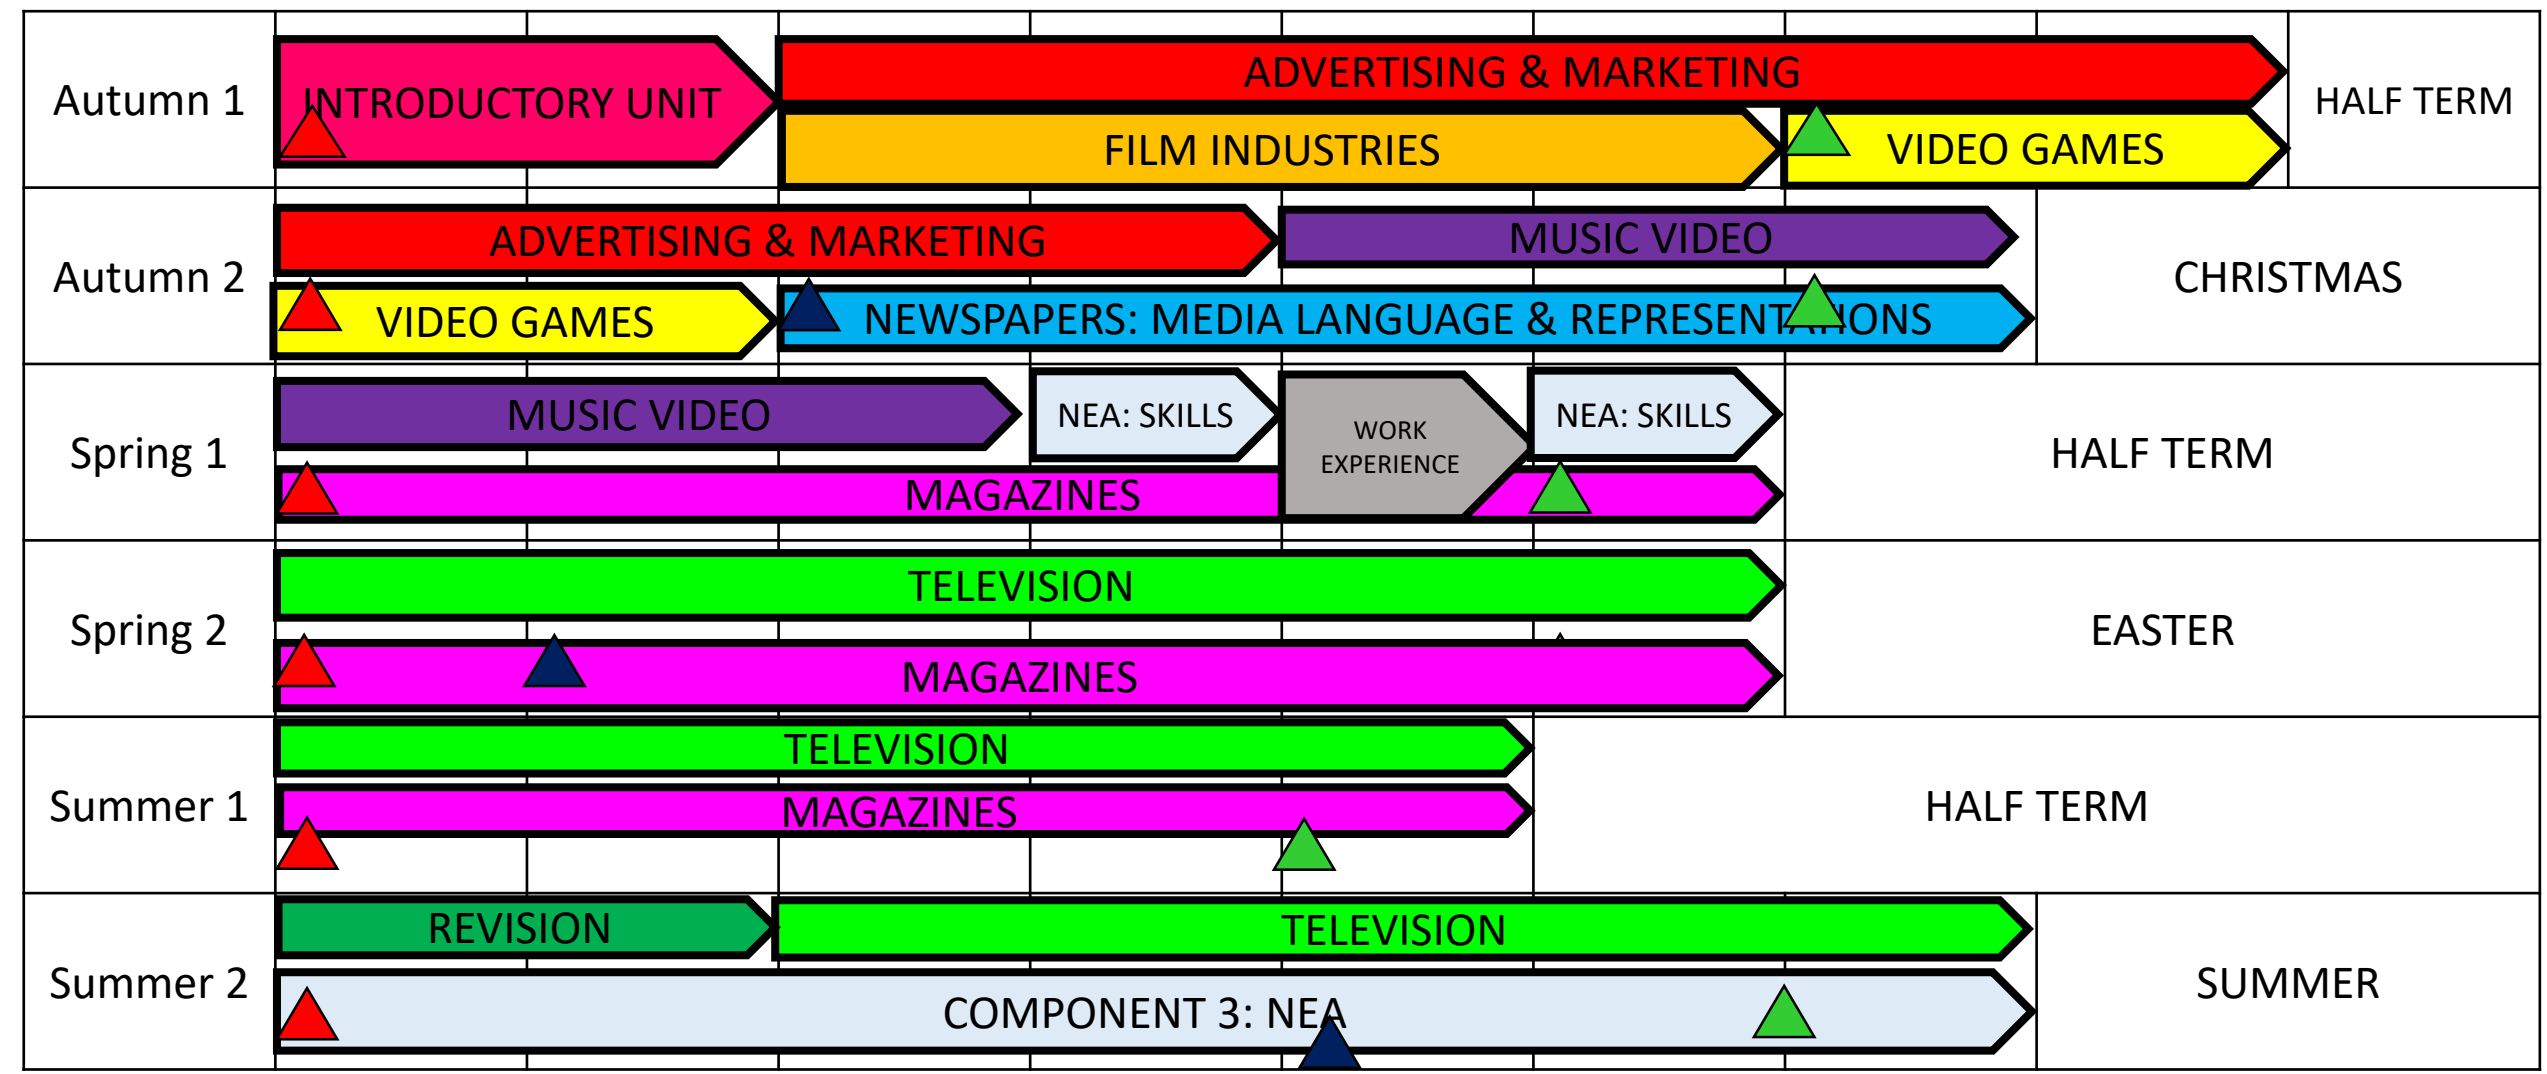 Autumn 1
INTRODUCTORY UNIT
ADVERTISING & MARKETING
FILM INDUSTRIES
VIDEO GAMES
HALF TERM
Autumn 2
ADVERTISING & MARKETING
MUSIC VIDEO
VIDEO GAMES
NEWSPAPERS: MEDIA LANGUAGE & REPRESENTATIONS
CHRISTMAS
Spring 1
MUSIC VIDEO
NEA: SKILLS
WORK
EXPERIENCE
NEA: SKILLS
MAGAZINES
HALF TERM
Spring 2
TELEVISION
MAGAZINES
EASTER
Summer 1
TELEVISION
MAGAZINES
HALF TERM
Summer 2
REVISION
TELEVISION
COMPONENT 3: NEA
SUMMER